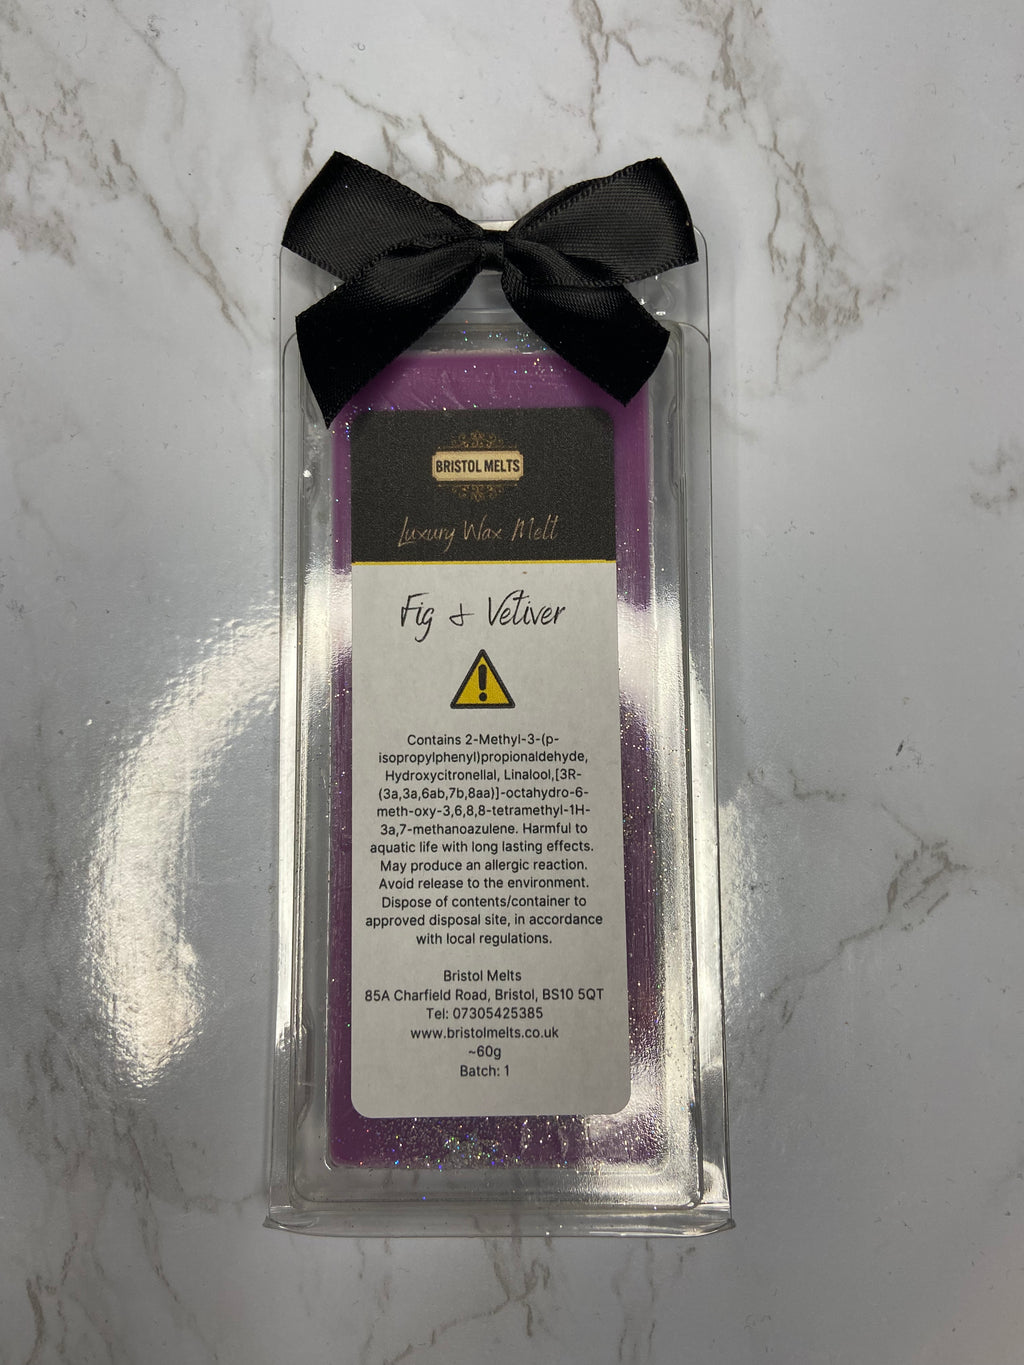 BRISTOL MELTS
Luxury Wax Melt
Fig & Vetiver
Contains 2-Methyl-3-(p-
isopropylphenyl)propionaldehyde,
Hydroxycitronellal, Linalool,[3R-
(3a,3a,6ab,7b,8aa)]-octahydro-6-
meth-oxy-3,6,8,8-tetramethyl-1H-
3a,7-methanoazulene. Harmful to
aquatic life with long lasting effects.
May produce an allergic reaction.
Avoid release to the environment.
Dispose of contents/container to
approved disposal site, in accordance
with local regulations.
Bristol Melts
85A Charfield Road, Bristol, BS10 5QT
Tel: 07305425385
www.bristolmelts.co.uk
~60g
Batch: 1